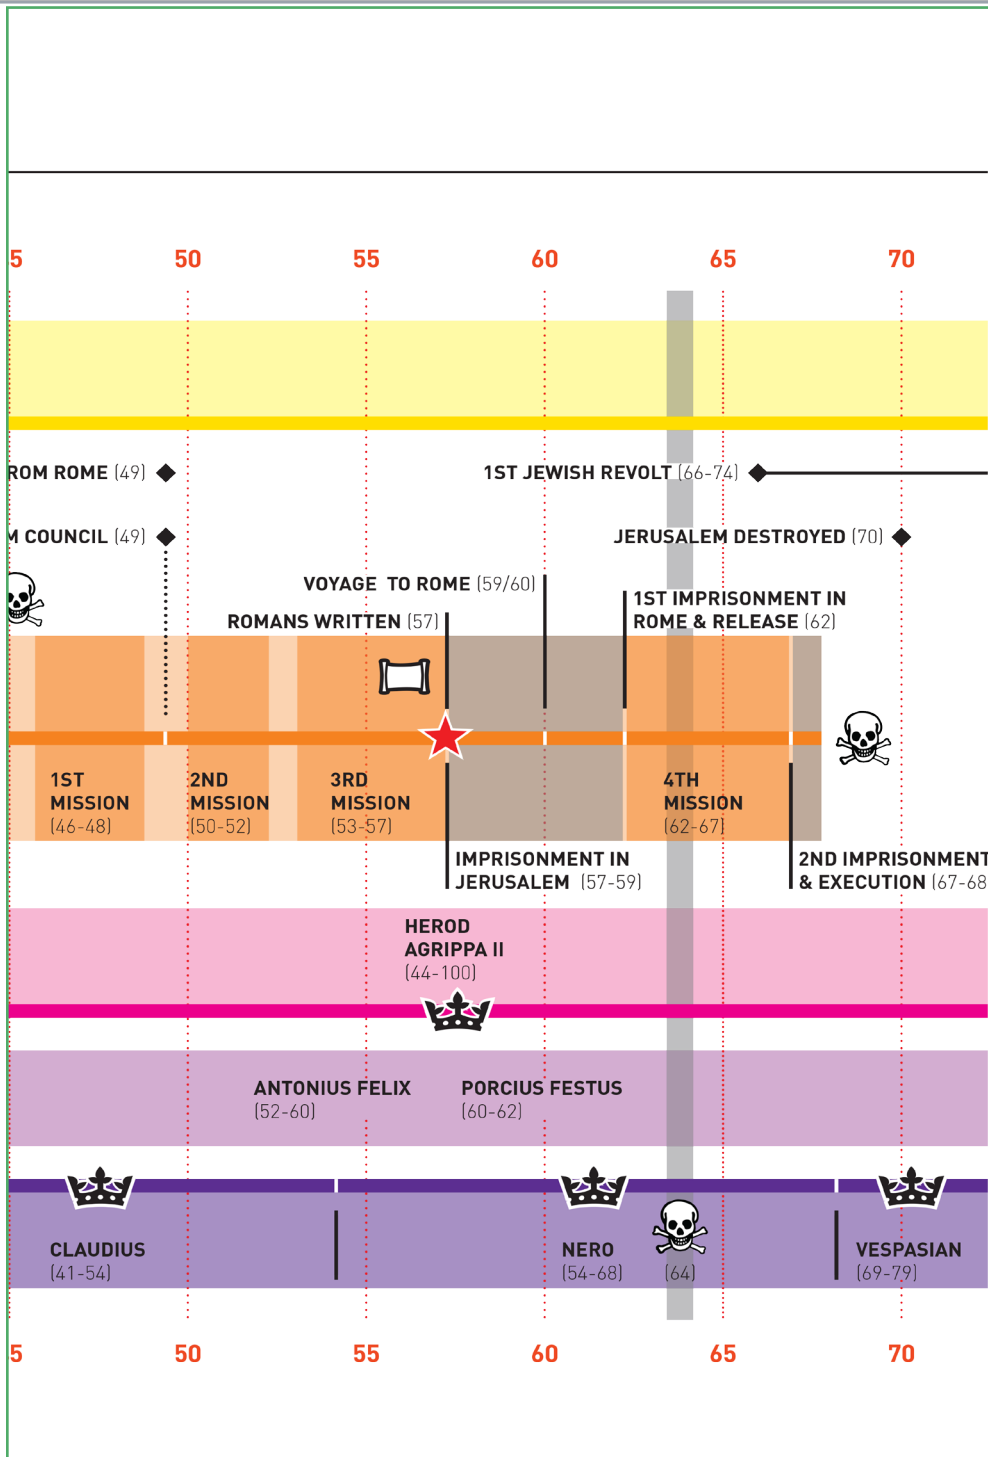 5 50 55 60 65 70
ROM ROME (49)
1ST JEWISH REVOLT (66-74)
M COUNCIL (49)
JERUSALEM DESTROYED (70)
VOYAGE TO ROME (59/60)
1ST IMPRISONMENT IN
ROME & RELEASE (62)
ROMANS WRITTEN (57)
1ST
MISSION
(46-48)
2ND
MISSION
(50-52)
3RD
MISSION
(53-57)
4TH
MISSION
(62-67)
IMPRISONMENT IN
JERUSALEM (57-59)
2ND IMPRISONMENT
& EXECUTION (67-68
HEROD
AGRIPPA II
(44-100)
ANTONIUS FELIX
(52-60)
PORCIUS FESTUS
(60-62)
CLAUDIUS
(41-54)
NERO
(54-68)
(64)
VESPASIAN
(69-79)
5 50 55 60 65 70